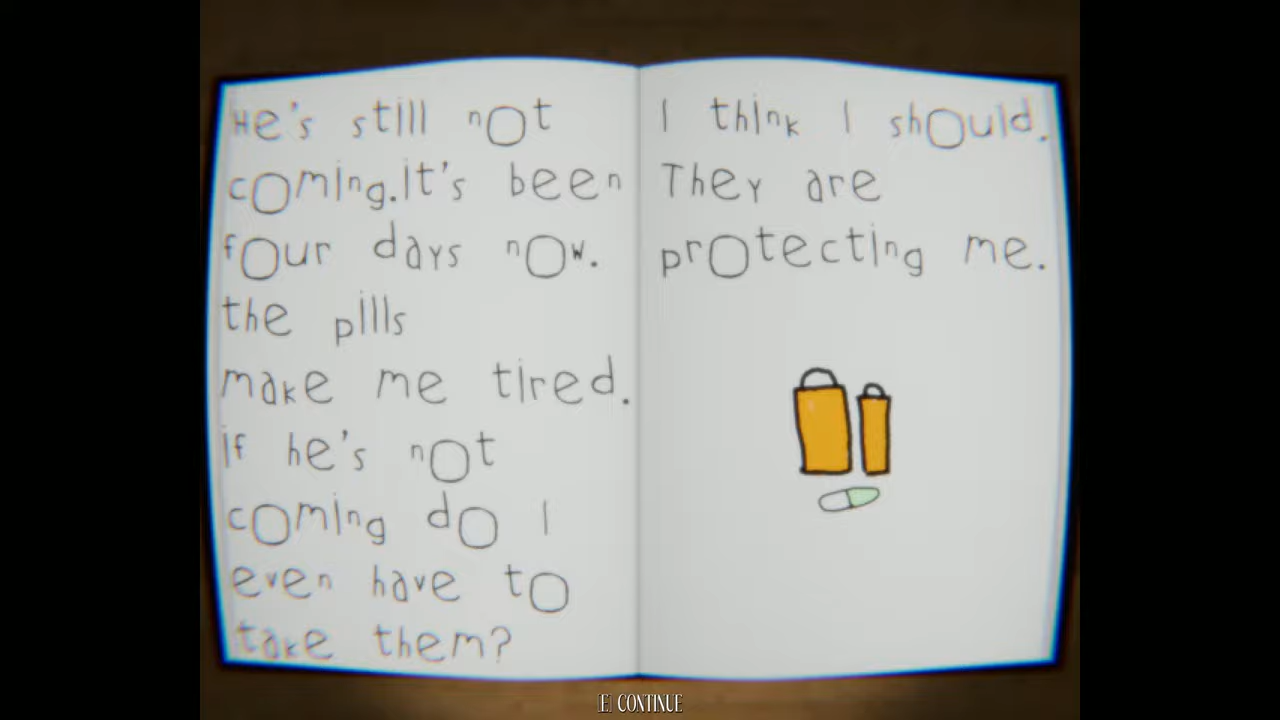 He's still not
coming.It's been
four days now.
the pills
make me tired.
If he's not
coming do I
even have to
take them?
I think I should.
They are
protecting me.
[E] CONTINUE